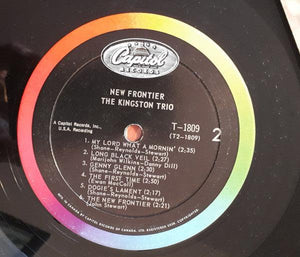 Capitol
RECORDS
NEW FRONTIER
THE KINGSTON TRIO
A Capitol Records, Inc.,
U.S.A. Recording
T-1809
(T2-1809)
2
1. MY LORD WHAT A MORNIN' (2:35)
(Shane-Reynolds-Stewart)
2. LONG BLACK VEIL (2:27)
(Marijohn Wilkins-Danny Dill)
3. GENNY GLENN
(Shane-Reynolds-Stewart)
4. THE FIRST TIME (2:50)
(Ewan MacColl)
5. DOGIE'S LAMENT (2:17)
(Shane-Reynolds-Stewart)
6. THE NEW FRONTIER (2:21)
(John Stewart)